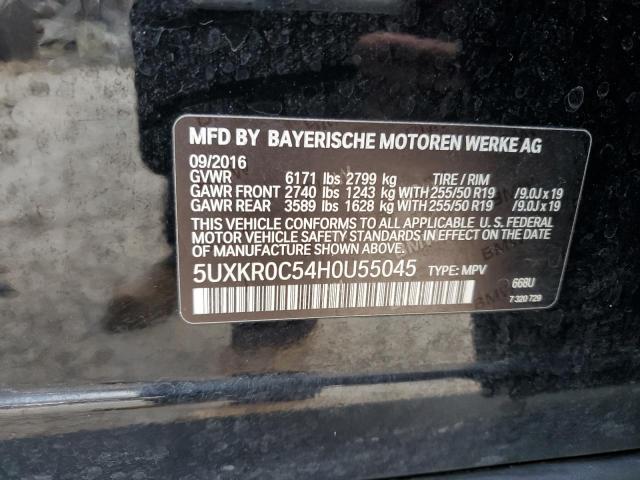 MFD BY BAYERISCHE MOTOREN WERKE AG
09/2016
GVWR 6171 lbs 2799 kg TIRE / RIM
GAWR FRONT 2740 lbs 1243 kg WITH 255/50 R19 /9.0J x 19
GAWR REAR 3589 lbs 1628 kg WITH 255/50 R19 /9.0J x 19
THIS VEHICLE CONFORMS TO ALL APPLICABLE U. S. FEDERAL
MOTOR VEHICLE SAFETY STANDARDS IN EFFECT ON THE DATE
OF MANUFACTURE SHOWN ABOVE.
5UXKR0C54H0U55045 TYPE: MPV
668U
7 320 729